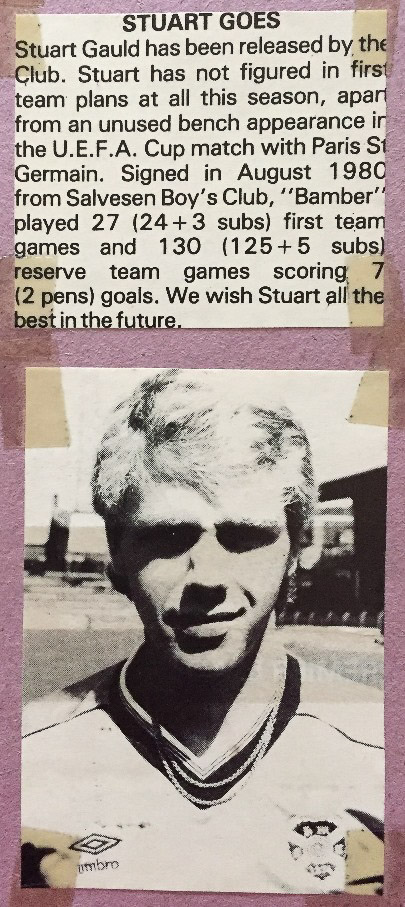 STUART GOES
Stuart Gauld has been released by the
Club. Stuart has not figured in first
team plans at all this season, apart
from an unused bench appearance in
the U.E.F.A. Cup match with Paris St
Germain. Signed in August 1980
from Salvesen Boy's Club, "Bamber"
played 27 (24+3 subs) first team
games and 130 (125+5 subs)
reserve team games scoring 7
(2 pens) goals. We wish Stuart all the
best in the future.
umbro